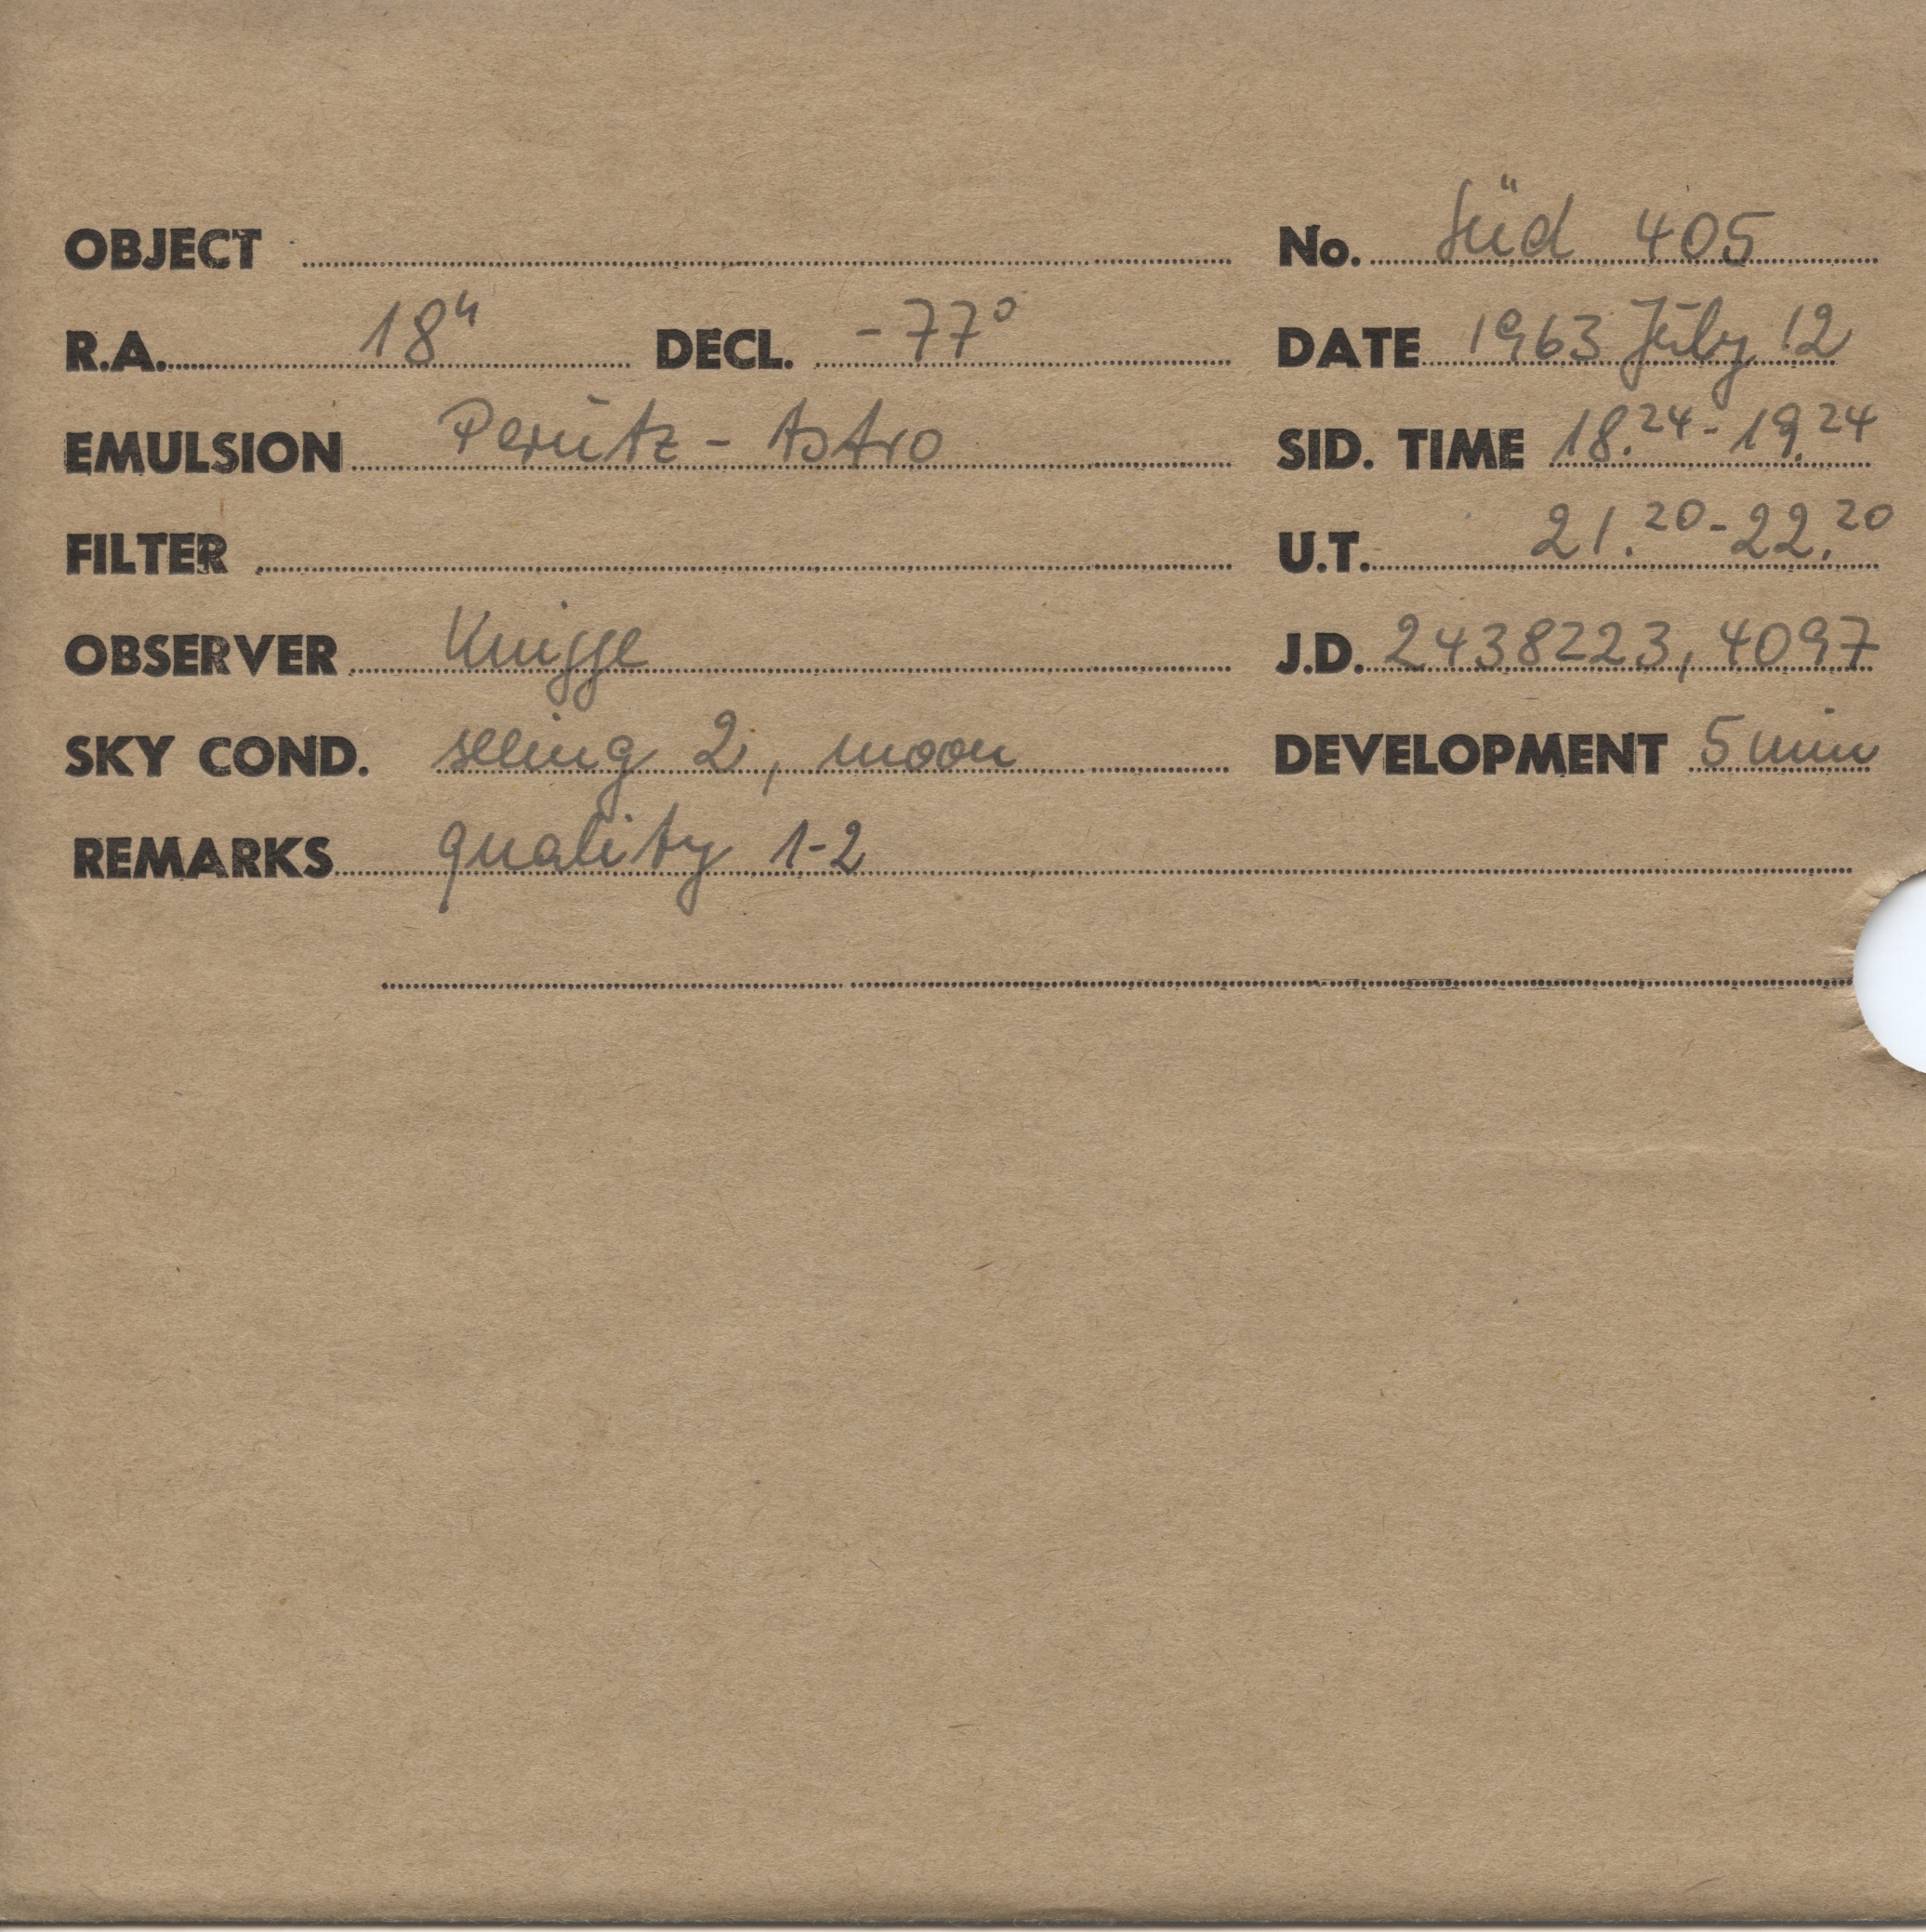 OBJECT No. Süd 405
R.A. 18h DECL. -77° DATE 1963 July 12
EMULSION Perutz - Astro SID. TIME 18.24 - 19.24
FILTER U.T. 21.20 - 22.20
OBSERVER Knigge J.D. 2438223,4097
SKY COND. seeing 2, moon DEVELOPMENT 5 min
REMARKS quality 1-2